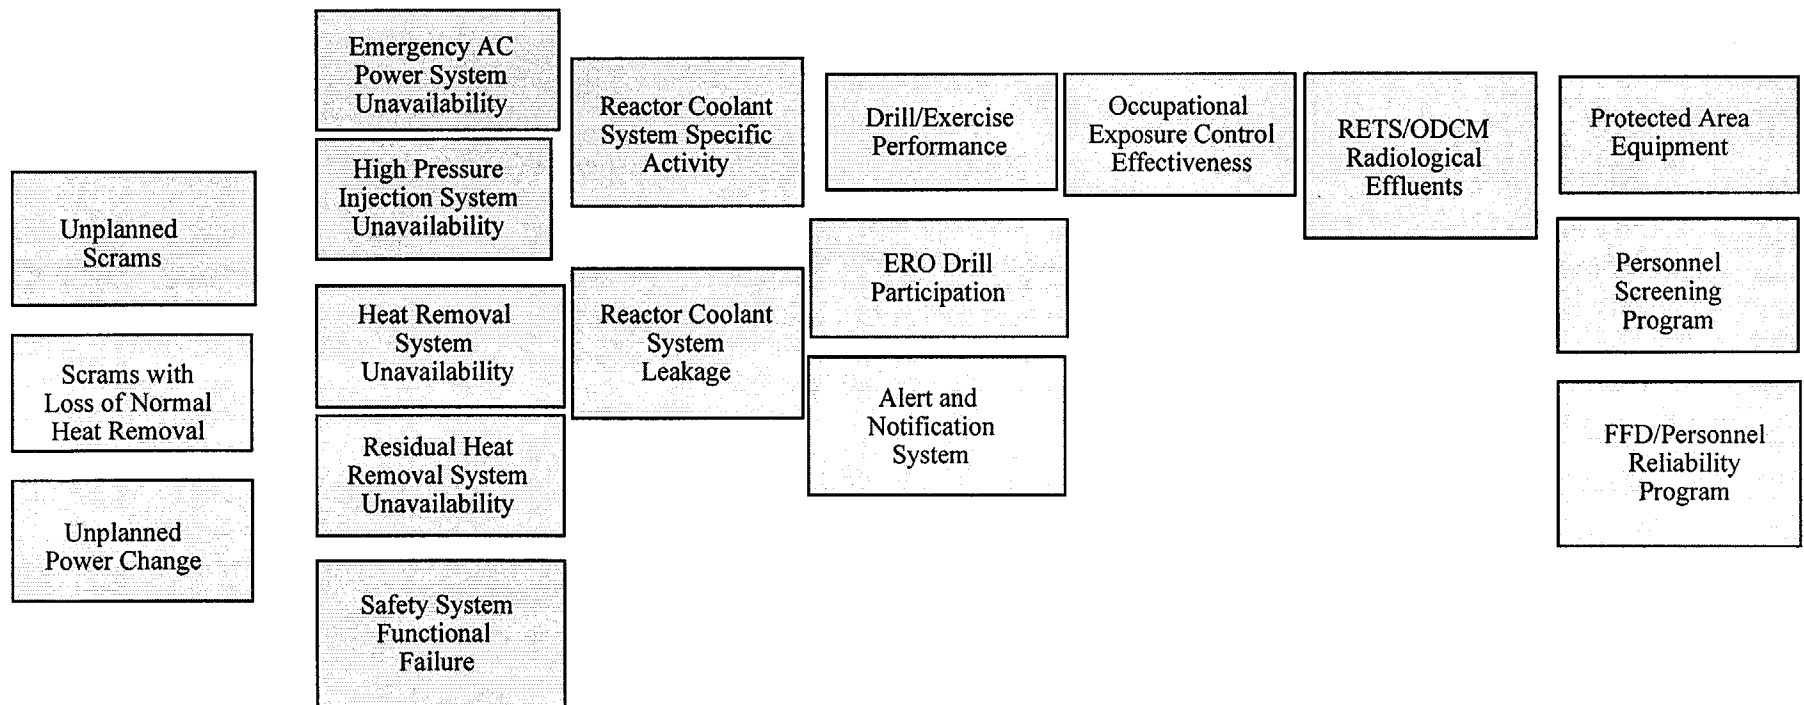 Unplanned
Scrams
Scrams with
Loss of Normal
Heat Removal
Unplanned
Power Change
Emergency AC
Power System
Unavailability
High Pressure
Injection System
Unavailability
Heat Removal
System
Unavailability
Residual Heat
Removal System
Unavailability
Safety System
Functional
Failure
Reactor Coolant
System Specific
Activity
Reactor Coolant
System
Leakage
Drill/Exercise
Performance
ERO Drill
Participation
Alert and
Notification
System
Occupational
Exposure Control
Effectiveness
RETS/ODCM
Radiological
Effluents
Protected Area
Equipment
Personnel
Screening
Program
FFD/Personnel
Reliability
Program